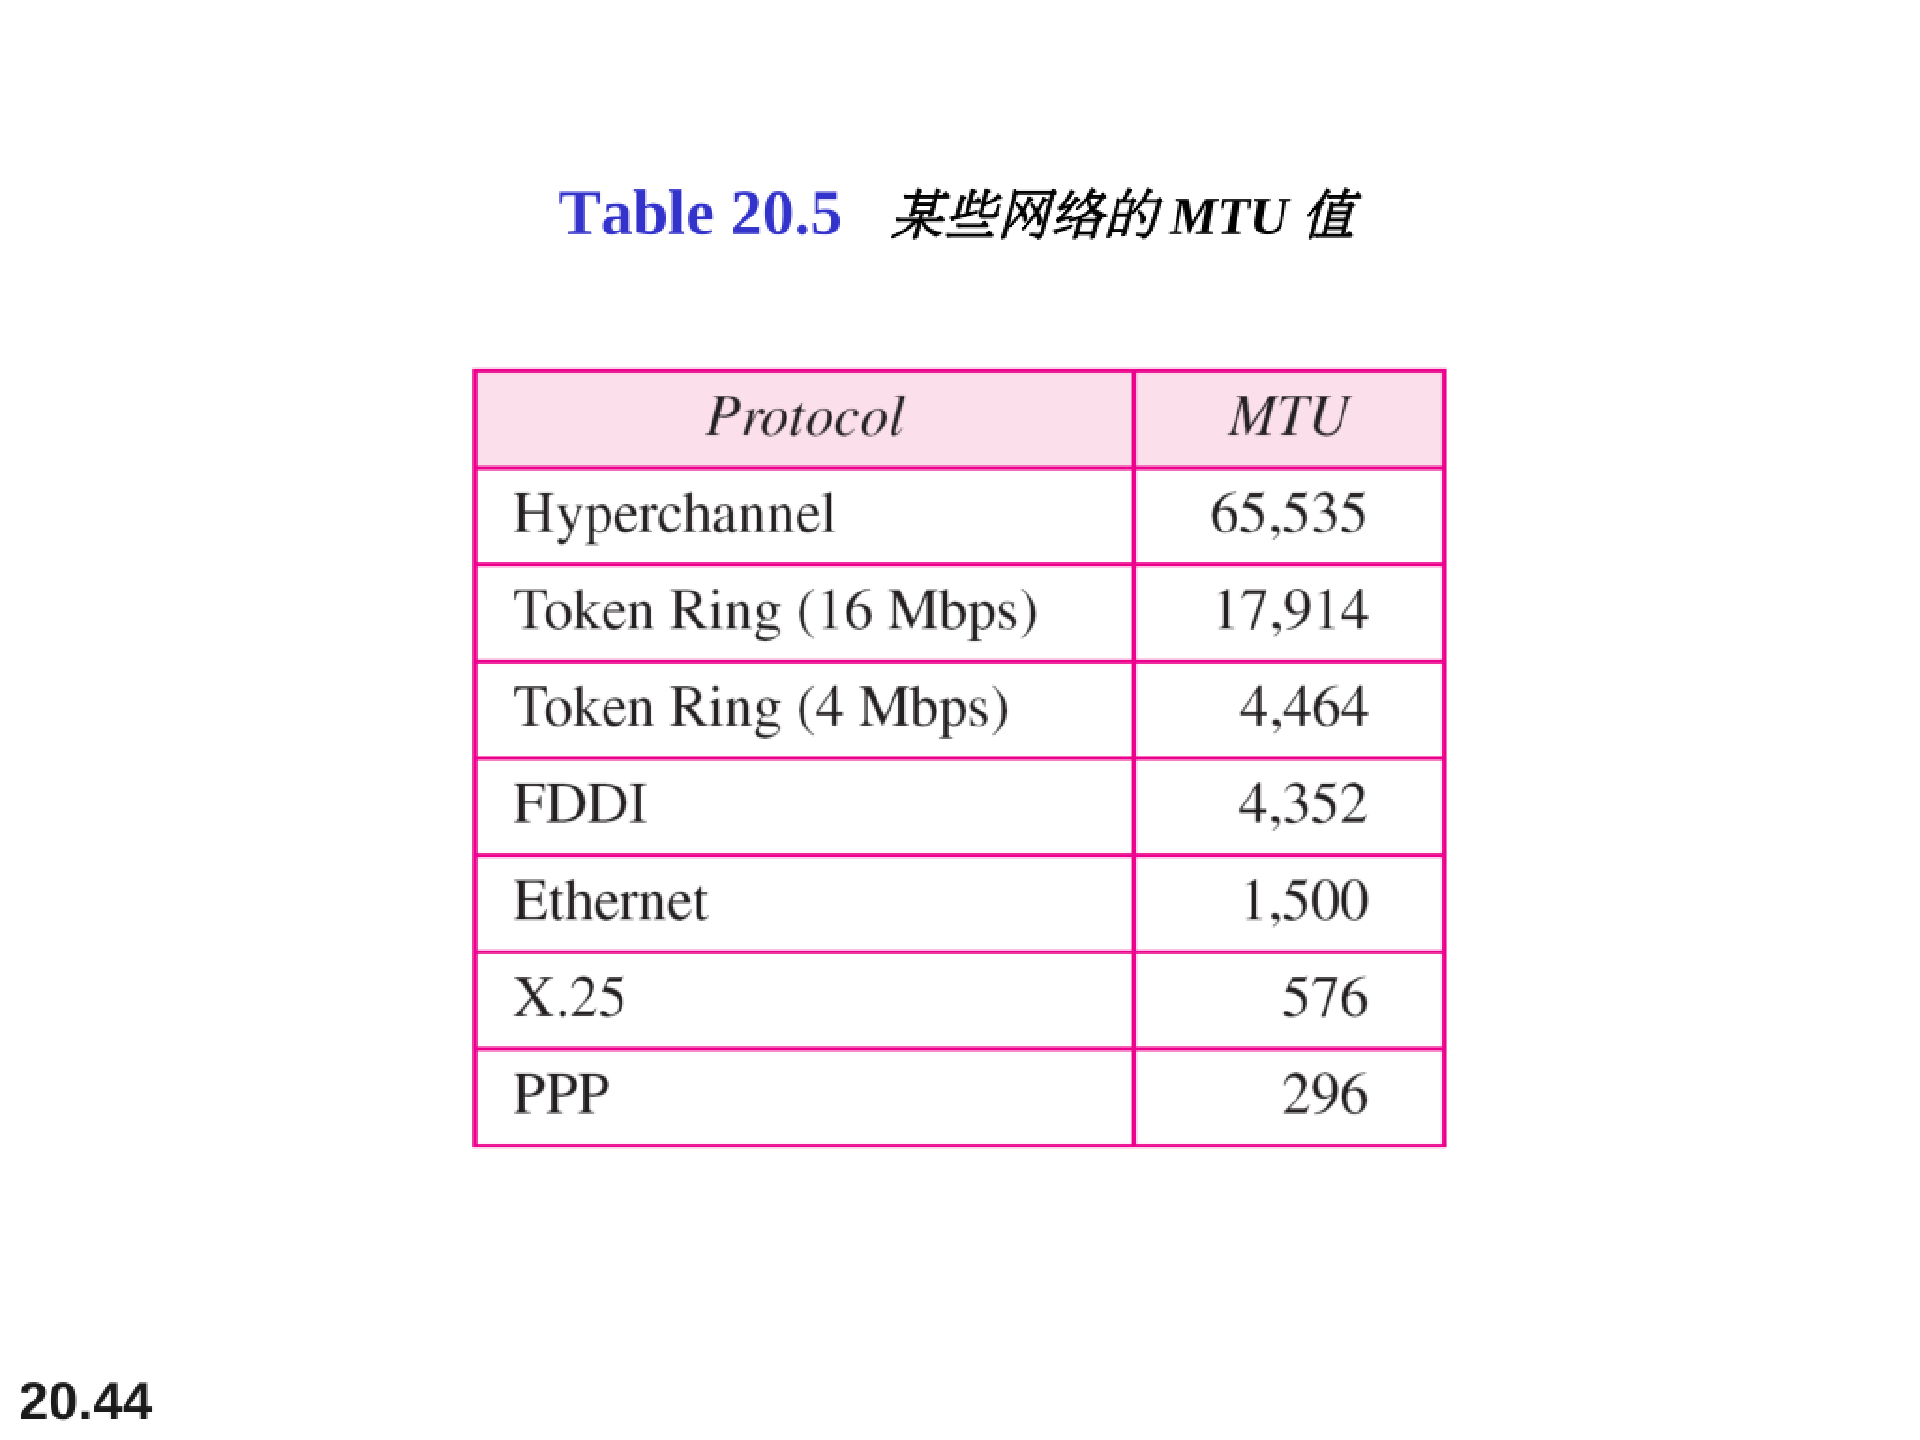 Table 20.5 某些网络的 MTU 值
Protocol MTU
Hyperchannel 65,535
Token Ring (16 Mbps) 17,914
Token Ring (4 Mbps) 4,464
FDDI 4,352
Ethernet 1,500
X.25 576
PPP 296
20.44